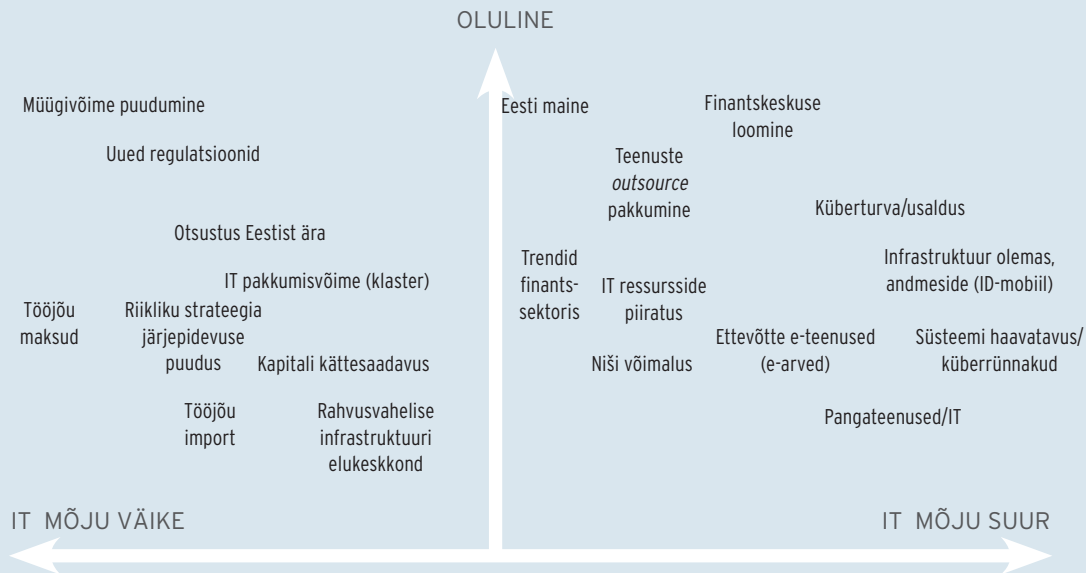 OLULINE
Müügivõime puudumine
Eesti maine
Finantskeskuse
loomine
Uued regulatsioonid
Teenuste
outsource
pakkumine
Küberturva/usaldus
Otsustus Eestist ära
Trendid
finants-
sektoris
Infrastruktuur olemas,
andmeside (ID-mobiil)
IT pakkumisvõime (klaster)
IT ressursside
piiratus
Tööjõu
maksud
Riikliku strateegia
järjepidevuse
puudus
Kapitali kättesaadavus
Niši võimalus
Ettevõtte e-teenused
(e-arved)
Süsteemi haavatavus/
küberrünnakud
Tööjõu
import
Rahvusvahelise
infrastruktuuri
elukeskkond
Pangateenused/IT
IT MÕJU VÄIKE
IT MÕJU SUUR